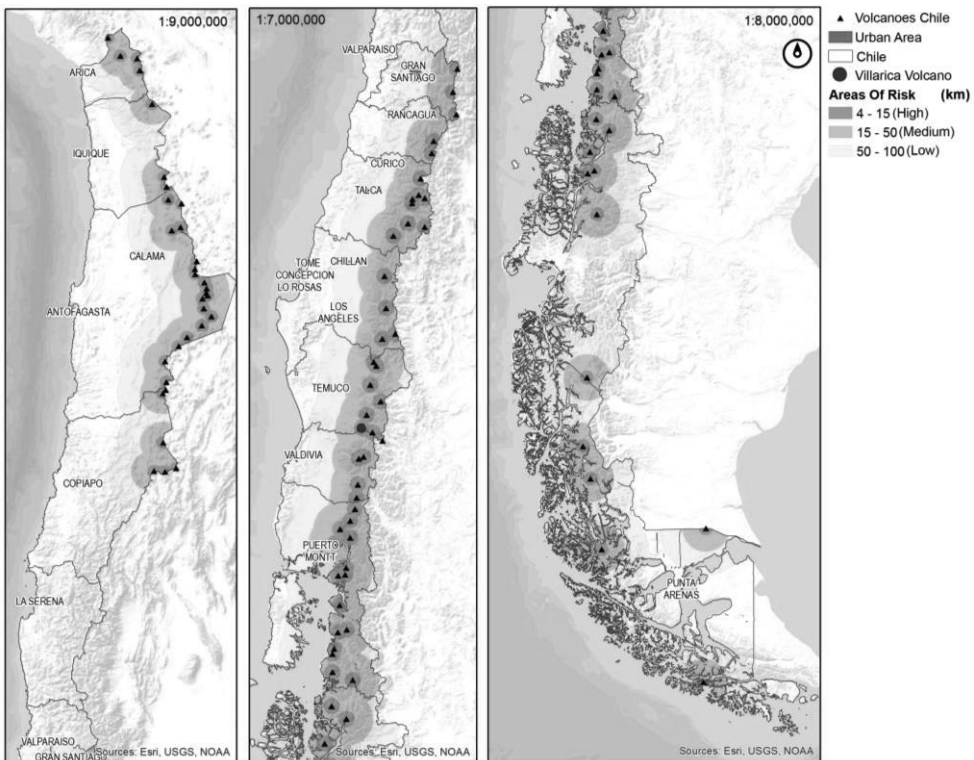 1:9,000,000
ARICA
IQUIQUE
CALAMA
ANTOFAGASTA
COPIAPO
LA SERENA
VALPARAISO
GRAN SANTIAGO
Sources: Esri, USGS, NOAA
1:7,000,000
VALPARAISO
GRAN
SANTIAGO
RANCAGUA
CURICO
TALCA
CHILLAN
TOME
CONCEPCION
LO ROSAS
LOS
ANGELES
TEMUCO
VALDIVIA
PUERTO
MONTT
Sources: Esri, USGS, NOAA
1:8,000,000
PUNTA
ARENAS
Sources: Esri, USGS, NOAA
Volcanoes Chile
Urban Area
Chile
Villarica Volcano
Areas Of Risk (km)
4 - 15 (High)
15 - 50 (Medium)
50 - 100 (Low)